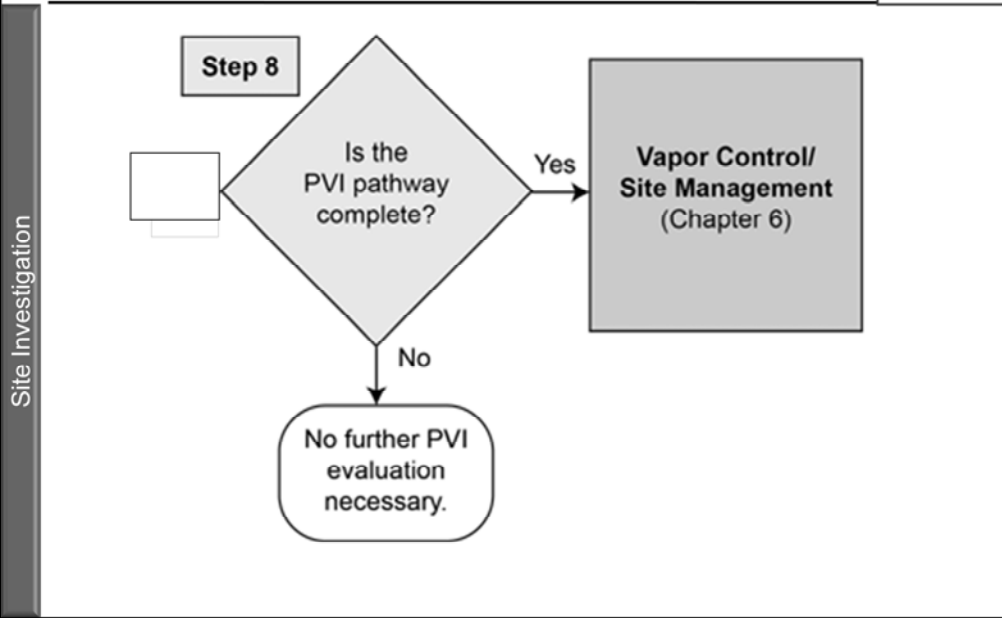 Step 8
Is the
PVI pathway
complete?
Yes
Vapor Control/
Site Management
(Chapter 6)
No
No further PVI
evaluation
necessary.
Site Investigation